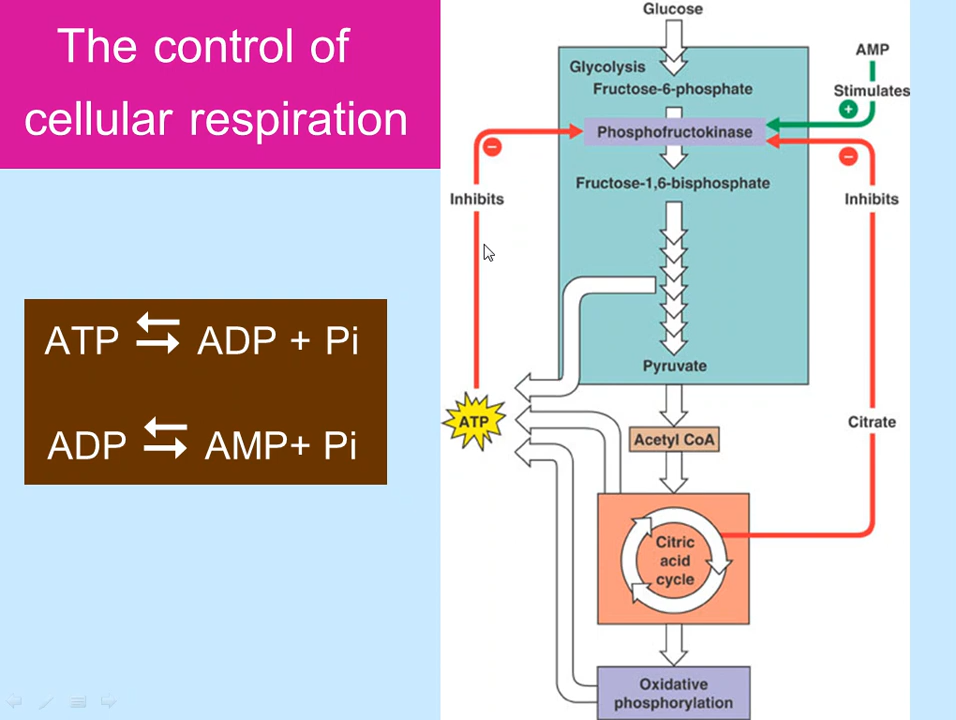 The control of
cellular respiration
ATP ⇆ ADP + Pi
ADP ⇆ AMP+ Pi
Glucose
Glycolysis
Fructose-6-phosphate
AMP
Stimulates
+
Phosphofructokinase
−
−
Fructose-1,6-bisphosphate
Inhibits
Inhibits
Pyruvate
ATP
Citrate
Acetyl CoA
Citric
acid
cycle
Oxidative
phosphorylation